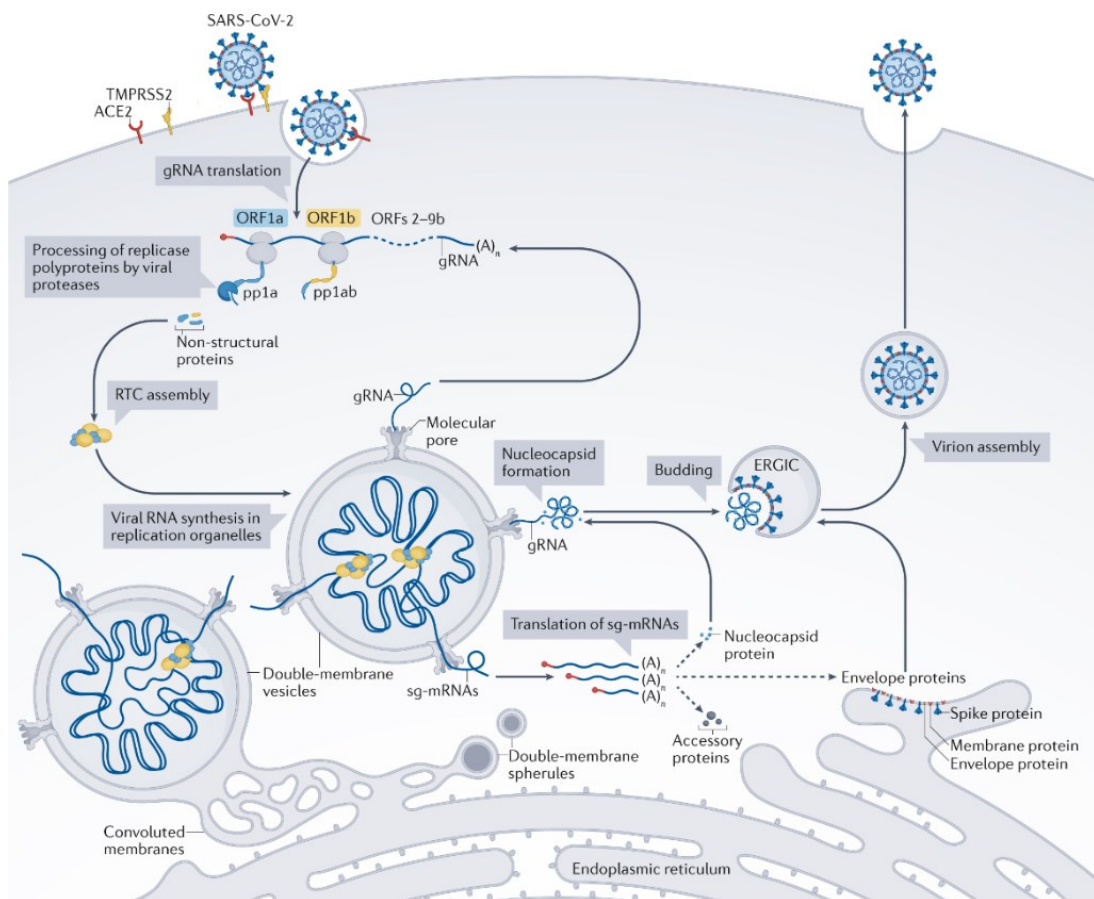 SARS-CoV-2
TMPRSS2
ACE2
gRNA translation
ORF1a
ORF1b
ORFs 2–9b
(A)n
gRNA
Processing of replicase
polyproteins by viral
proteases
pp1a
pp1ab
Non-structural
proteins
RTC assembly
gRNA
Molecular
pore
Nucleocapsid
formation
Budding
ERGIC
Virion assembly
Viral RNA synthesis in
replication organelles
gRNA
Translation of sg-mRNAs
Nucleocapsid
protein
(A)n
(A)n
(A)n
Double-membrane
vesicles
sg-mRNAs
Envelope proteins
Spike protein
Membrane protein
Envelope protein
Accessory
proteins
Double-membrane
spherules
Convoluted
membranes
Endoplasmic reticulum